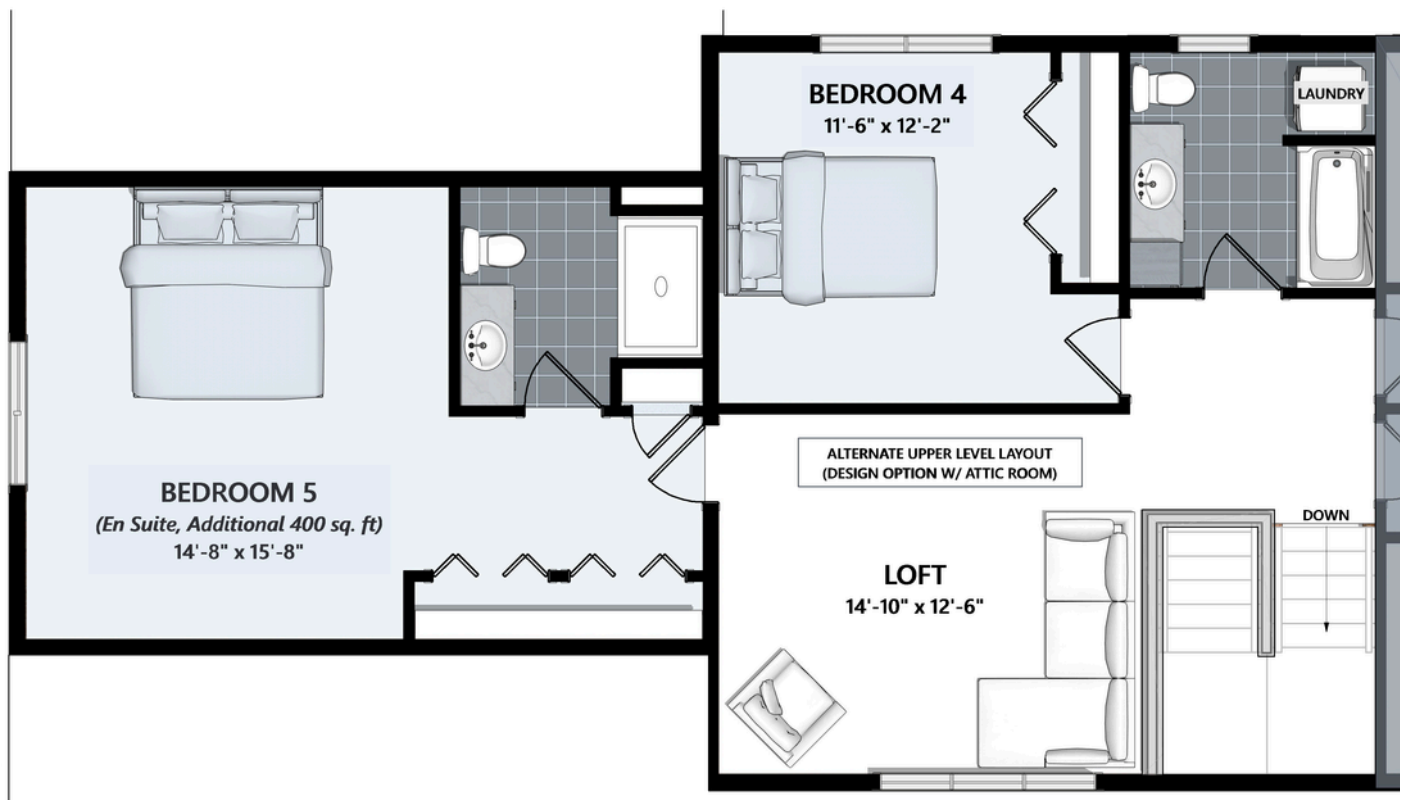 BEDROOM 4
11'-6" x 12'-2"
LAUNDRY
ALTERNATE UPPER LEVEL LAYOUT
(DESIGN OPTION W/ ATTIC ROOM)
BEDROOM 5
(En Suite, Additional 400 sq. ft)
14'-8" x 15'-8"
DOWN
LOFT
14'-10" x 12'-6"